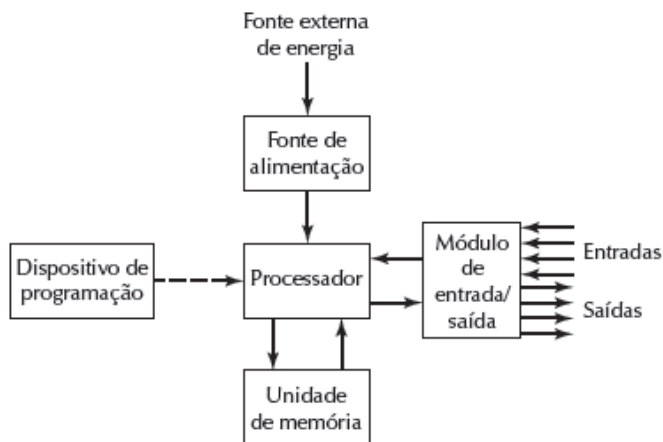 Fonte externa
de energia
Fonte de
alimentação
Dispositivo de
programação
Processador
Módulo
de
entrada/
saída
Entradas
Saídas
Unidade
de memória